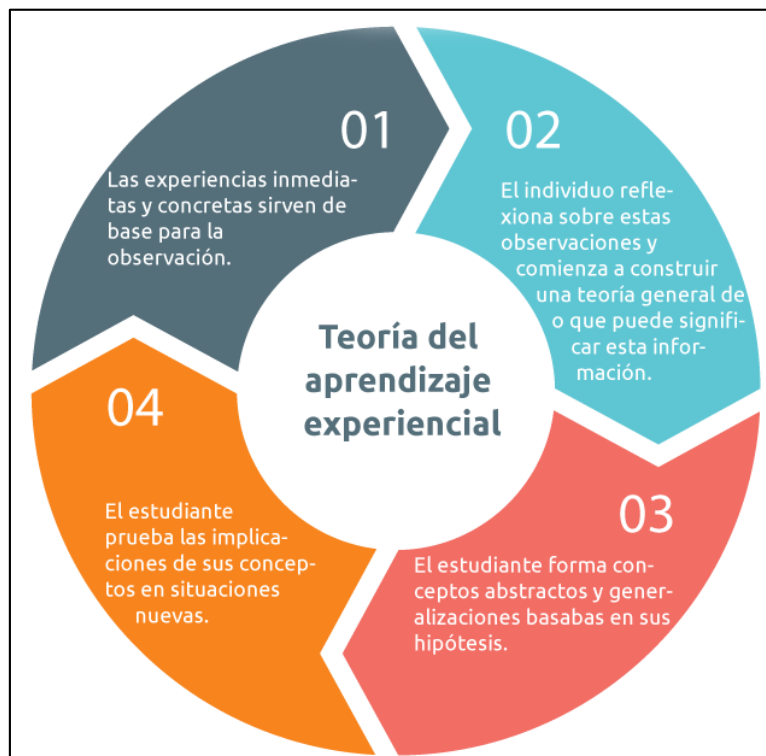 01
Las experiencias inmedia-
tas y concretas sirven de
base para la
observación.
02
El individuo refle-
xiona sobre estas
observaciones y
comienza a construir
una teoría general de
o que puede signifi-
car esta infor-
mación.
Teoría del
aprendizaje
experiencial
03
El estudiante forma con-
ceptos abstractos y gener-
alizaciones basabas en sus
hipótesis.
04
El estudiante
prueba las implica-
ciones de sus concep-
tos en situaciones
nuevas.